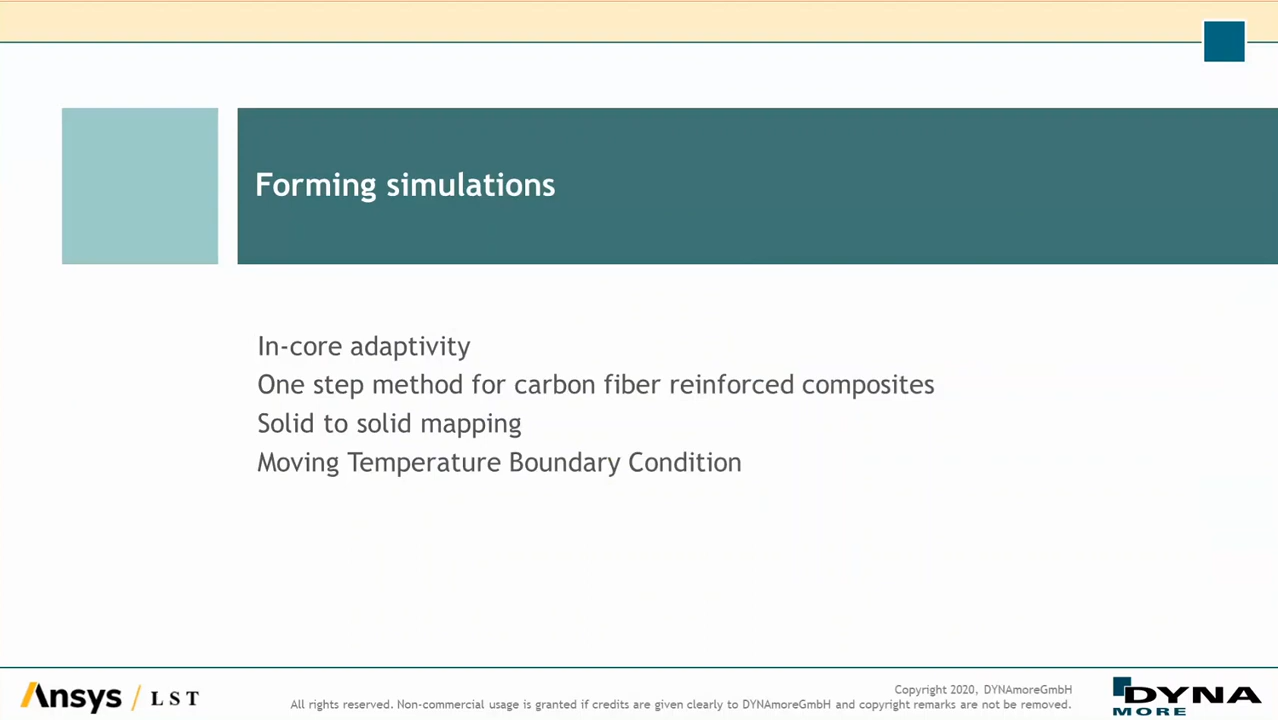 Forming simulations
In-core adaptivity
One step method for carbon fiber reinforced composites
Solid to solid mapping
Moving Temperature Boundary Condition
Ansys / LST
Copyright 2020, DYNAmoreGmbH
All rights reserved. Non-commercial usage is granted if credits are given clearly to DYNAmoreGmbH and copyright remarks are not be removed.
DYNA
MORE